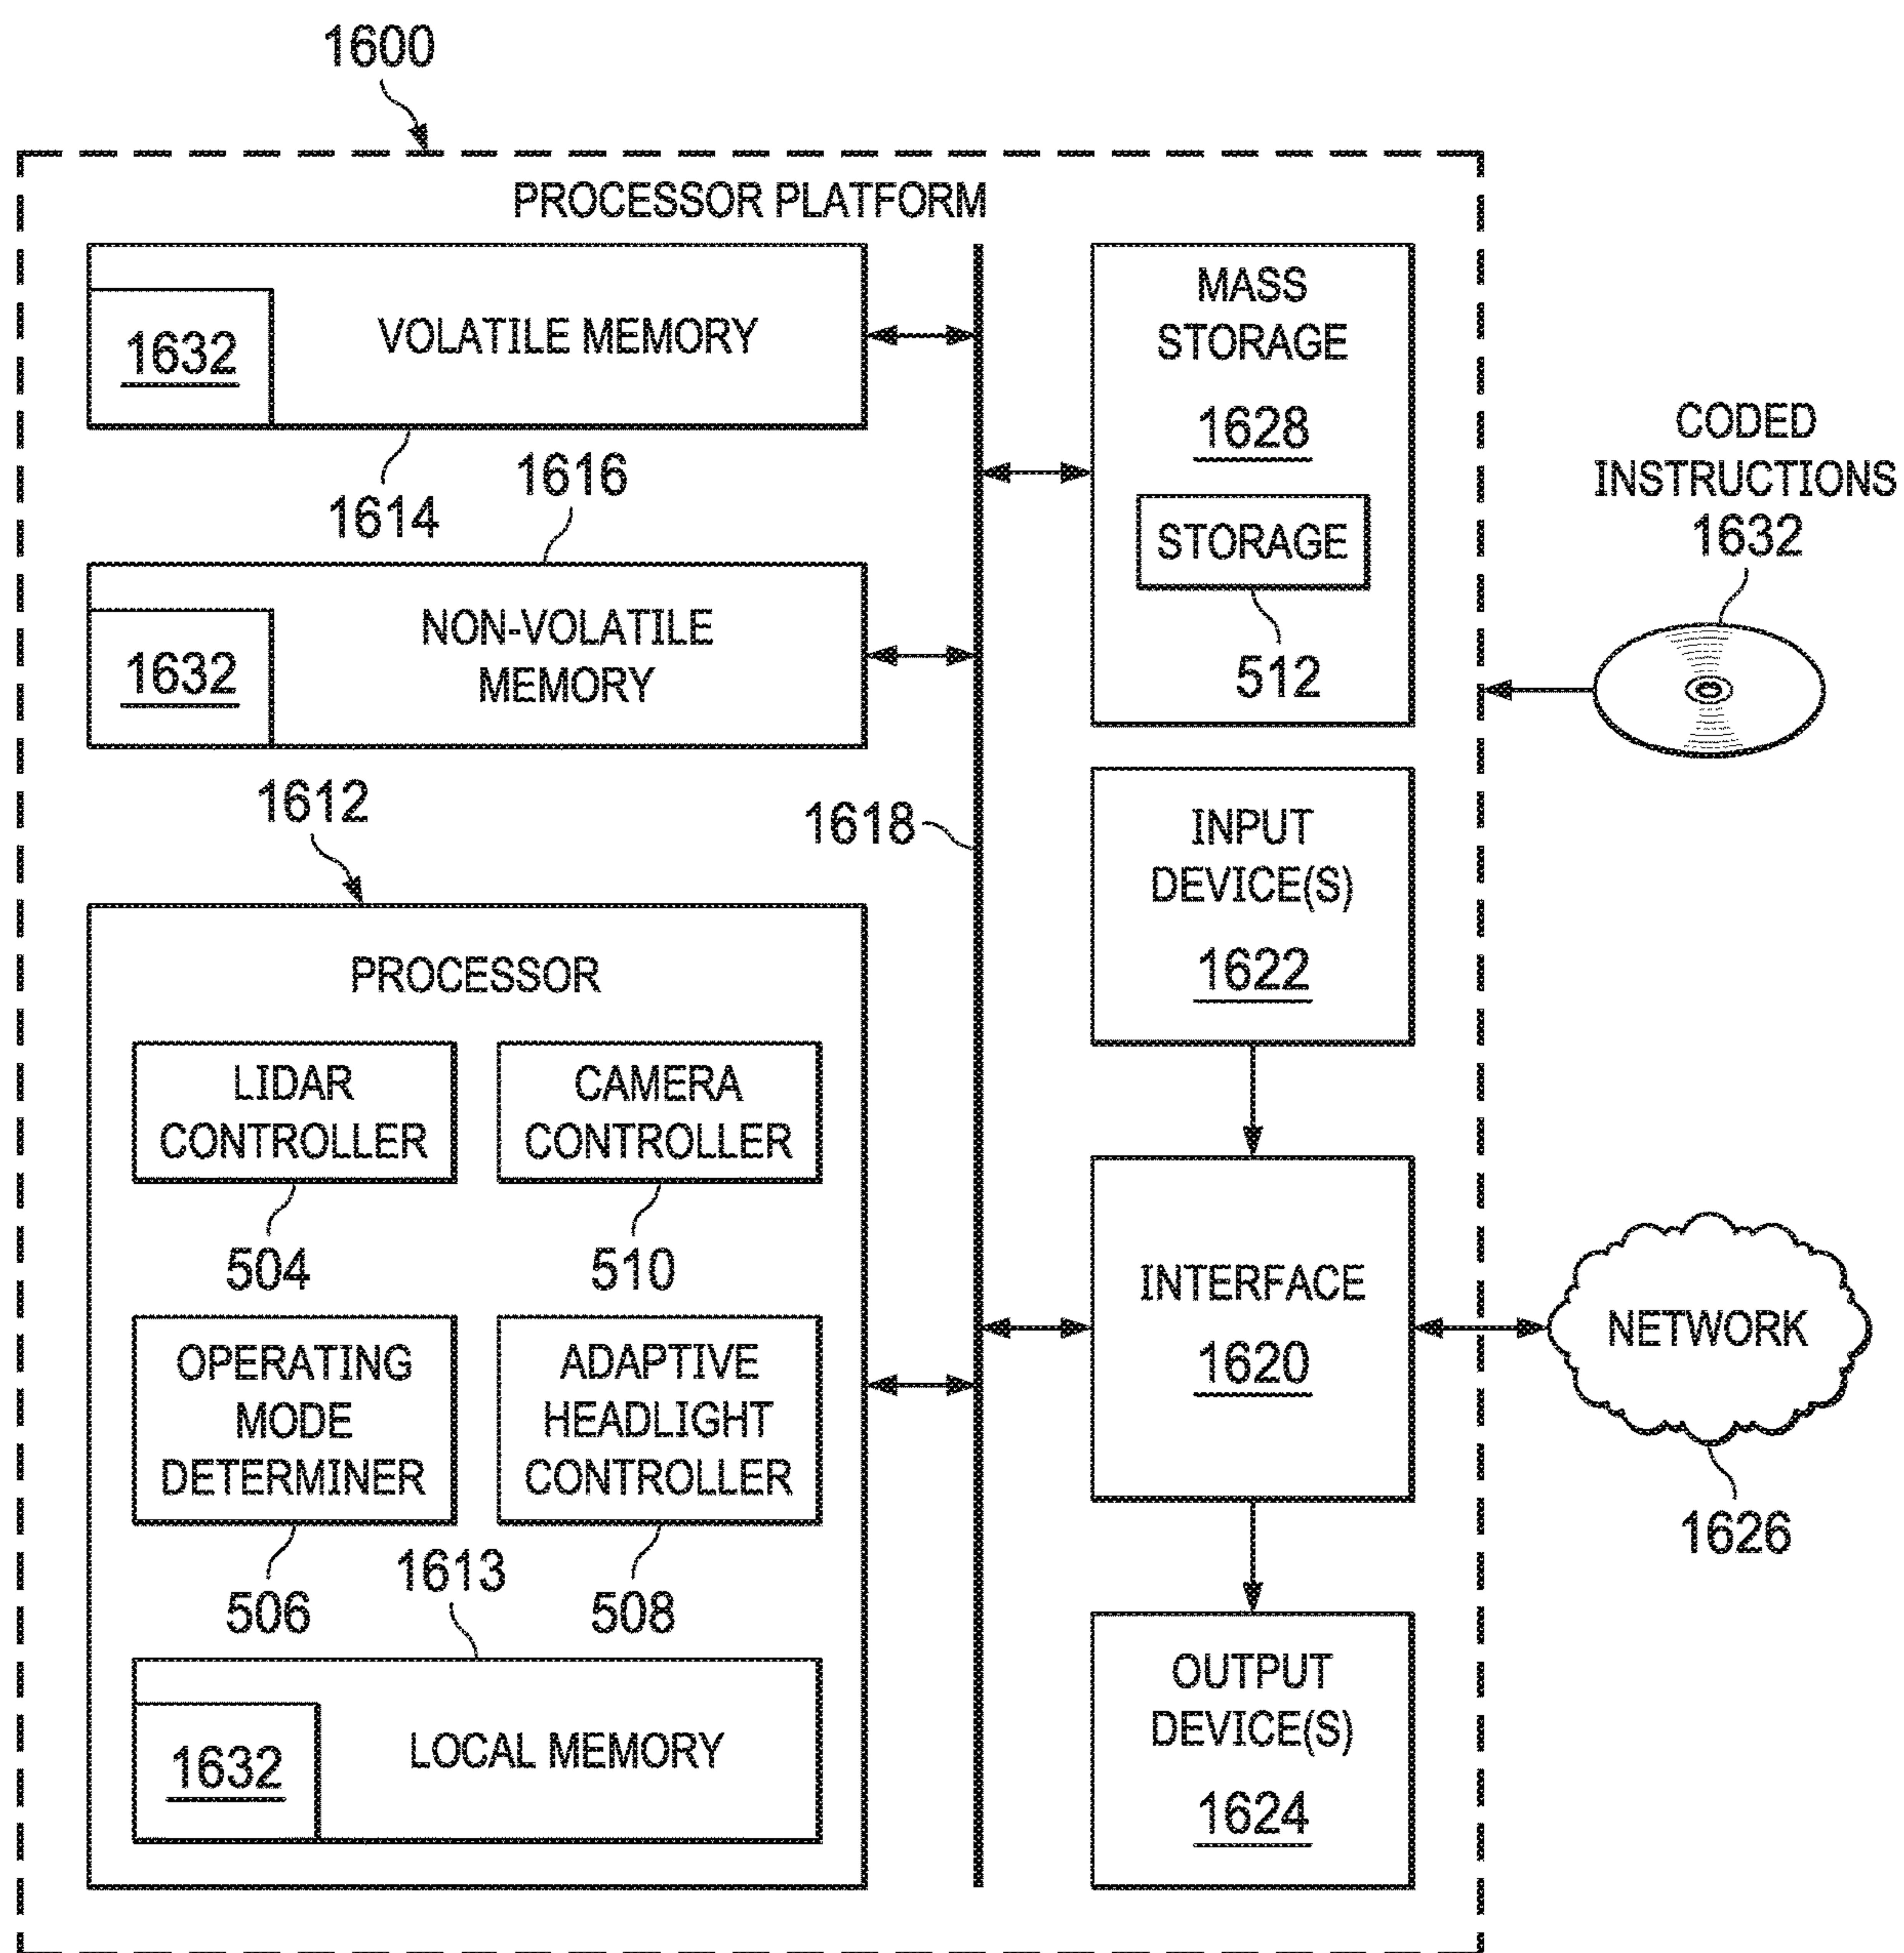 1600
PROCESSOR PLATFORM
1632
VOLATILE MEMORY
1614
1616
1632
NON-VOLATILE
MEMORY
1612
PROCESSOR
LIDAR
CONTROLLER
504
CAMERA
CONTROLLER
510
OPERATING
MODE
DETERMINER
506
ADAPTIVE
HEADLIGHT
CONTROLLER
508
1613
1632
LOCAL MEMORY
1618
MASS
STORAGE
1628
STORAGE
512
INPUT
DEVICE(S)
1622
INTERFACE
1620
OUTPUT
DEVICE(S)
1624
CODED
INSTRUCTIONS
1632
NETWORK
1626